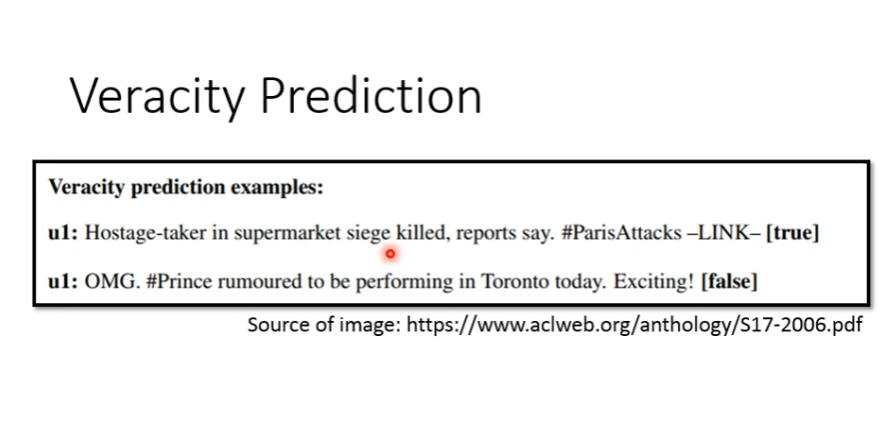 Veracity Prediction
Veracity prediction examples:
u1: Hostage-taker in supermarket siege killed, reports say. #ParisAttacks –LINK– [true]
u1: OMG. #Prince rumoured to be performing in Toronto today. Exciting! [false]
Source of image: https://www.aclweb.org/anthology/S17-2006.pdf